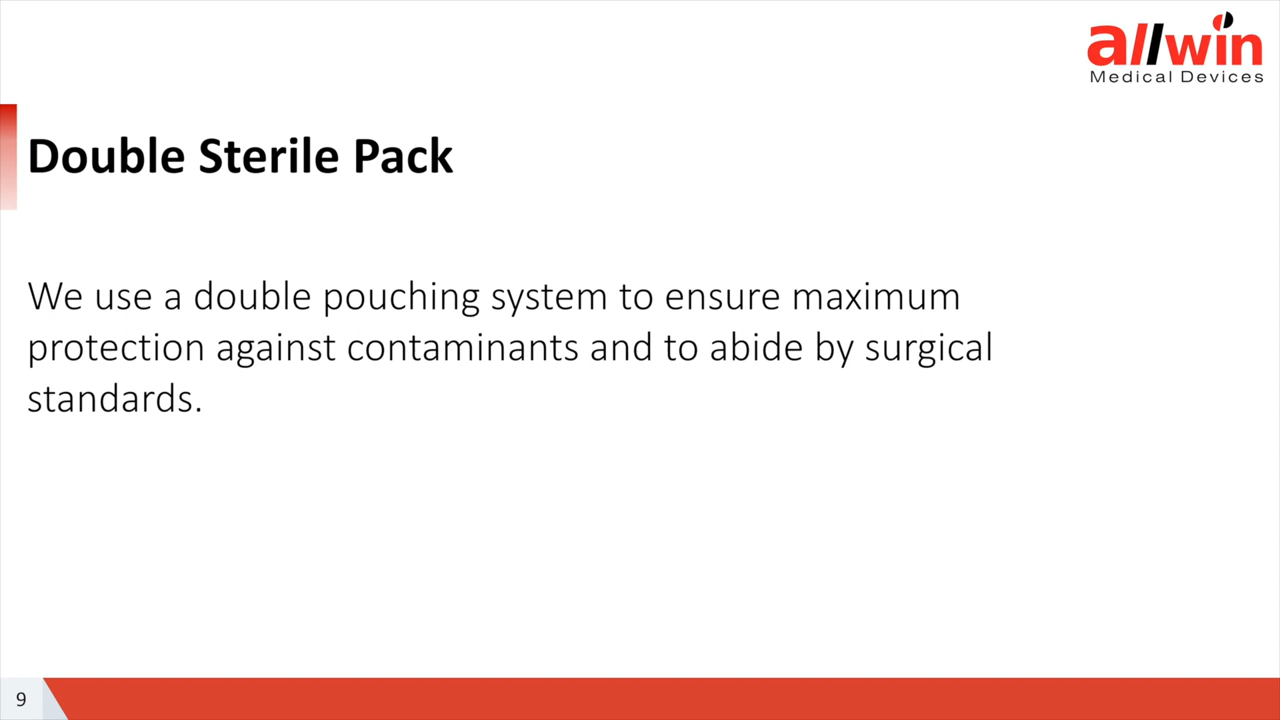 allwin
Medical Devices
Double Sterile Pack
We use a double pouching system to ensure maximum
protection against contaminants and to abide by surgical
standards.
9